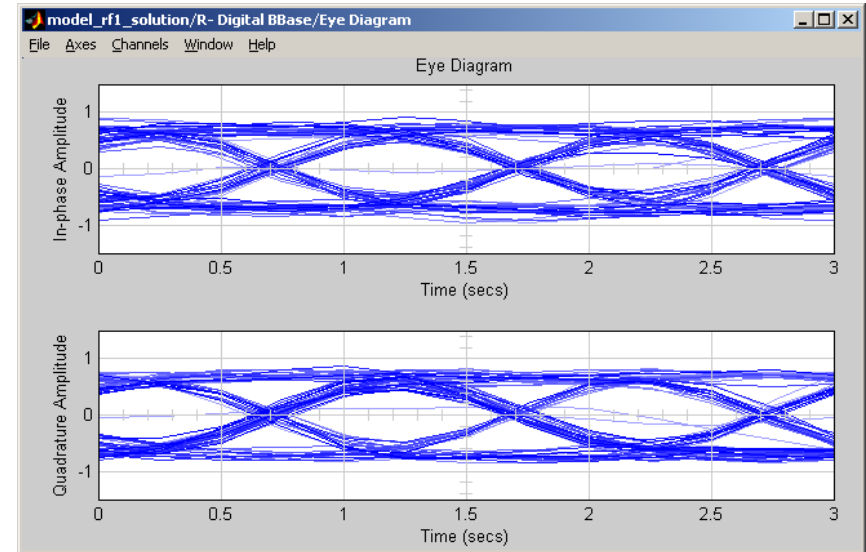 model_rf1_solution/R- Digital BBase/Eye Diagram
File Axes Channels Window Help
Eye Diagram
In-phase Amplitude
1
0
-1
0 0.5 1 1.5 2 2.5 3
Time (secs)
Quadrature Amplitude
1
0
-1
0 0.5 1 1.5 2 2.5 3
Time (secs)